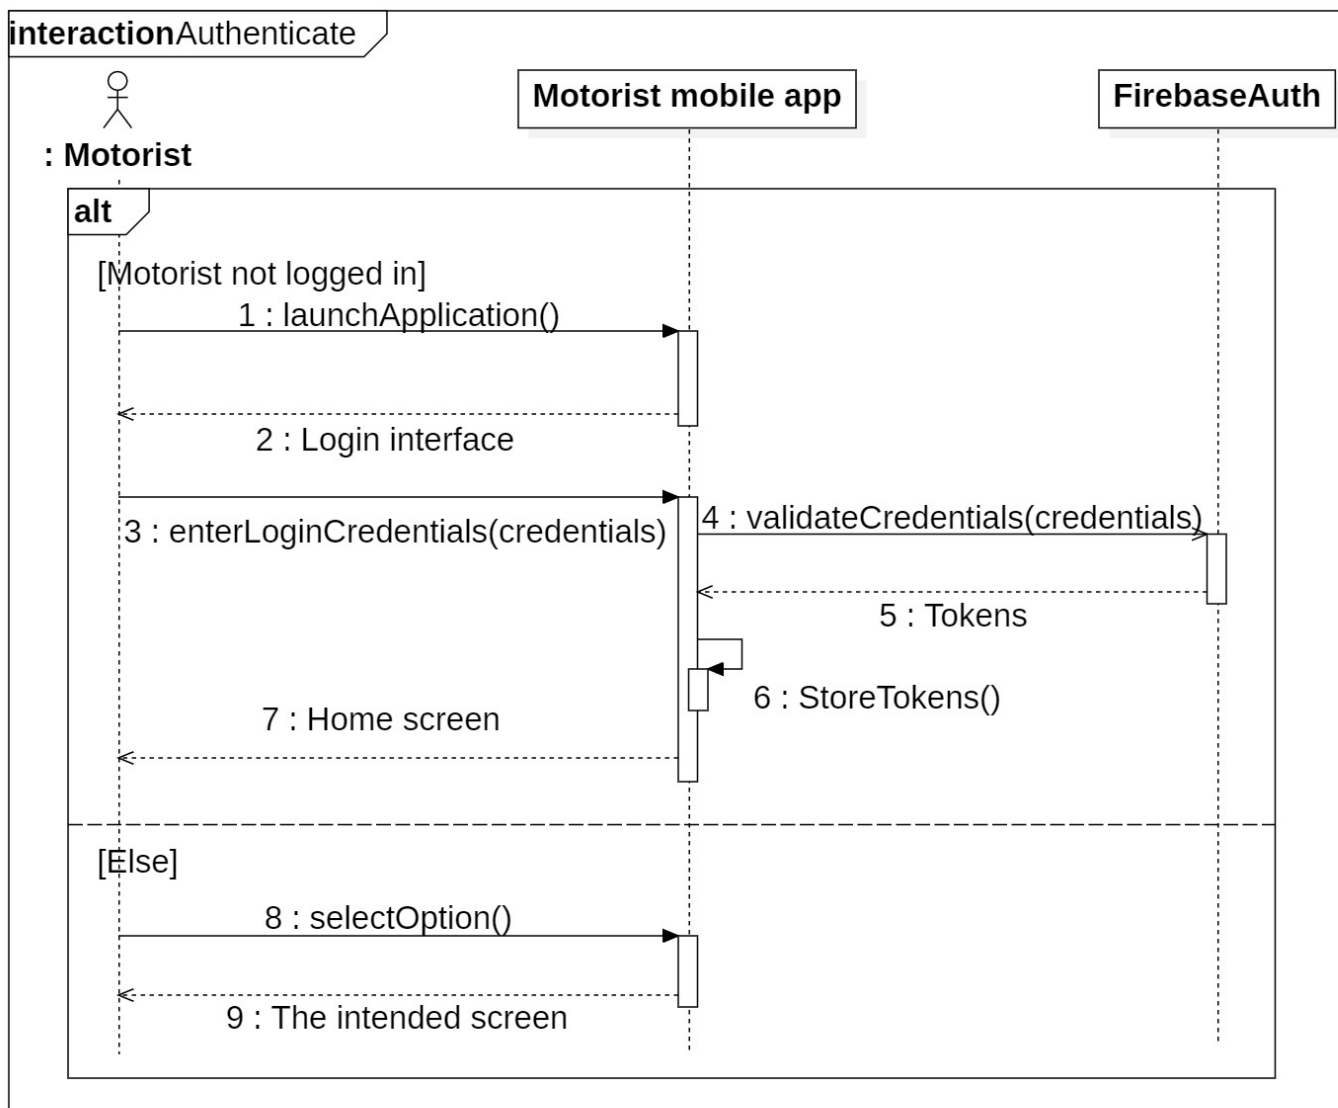 interactionAuthenticate
: Motorist
Motorist mobile app
FirebaseAuth
alt
[Motorist not logged in]
1 : launchApplication()
2 : Login interface
3 : enterLoginCredentials(credentials)
4 : validateCredentials(credentials)
5 : Tokens
6 : StoreTokens()
7 : Home screen
[Else]
8 : selectOption()
9 : The intended screen